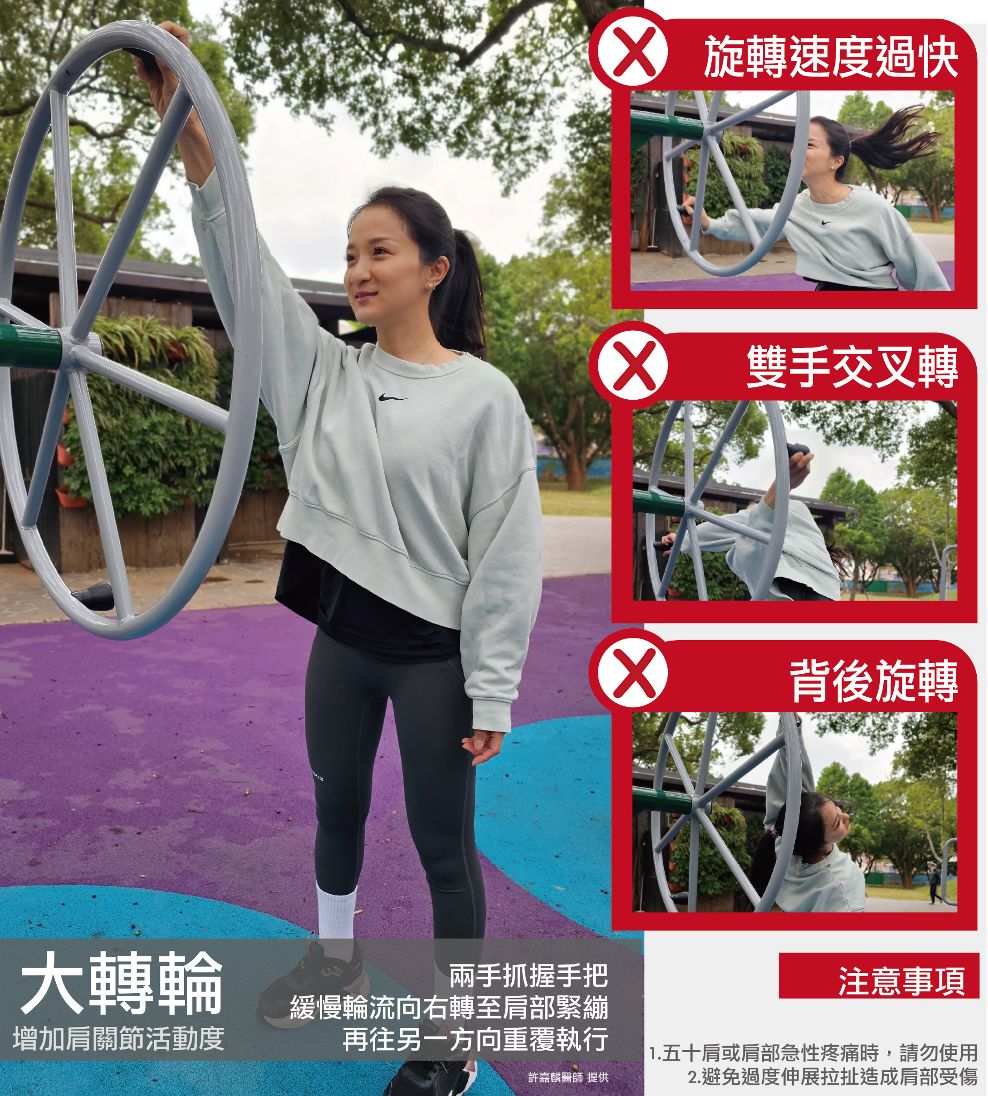 旋轉速度過快
雙手交叉轉
背後旋轉
大轉輪
增加肩關節活動度
兩手抓握手把
緩慢輪流向右轉至肩部緊繃
再往另一方向重覆執行
許嘉麟醫師 提供
注意事項
1.五十肩或肩部急性疼痛時，請勿使用
2.避免過度伸展拉扯造成肩部受傷